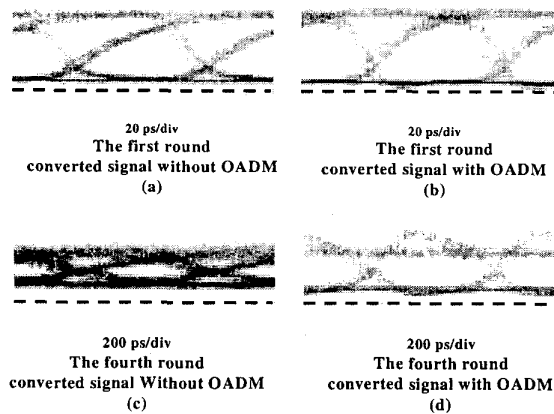 20 ps/div
The first round
converted signal without OADM
(a)
20 ps/div
The first round
converted signal with OADM
(b)
200 ps/div
The fourth round
converted signal Without OADM
(c)
200 ps/div
The fourth round
converted signal with OADM
(d)